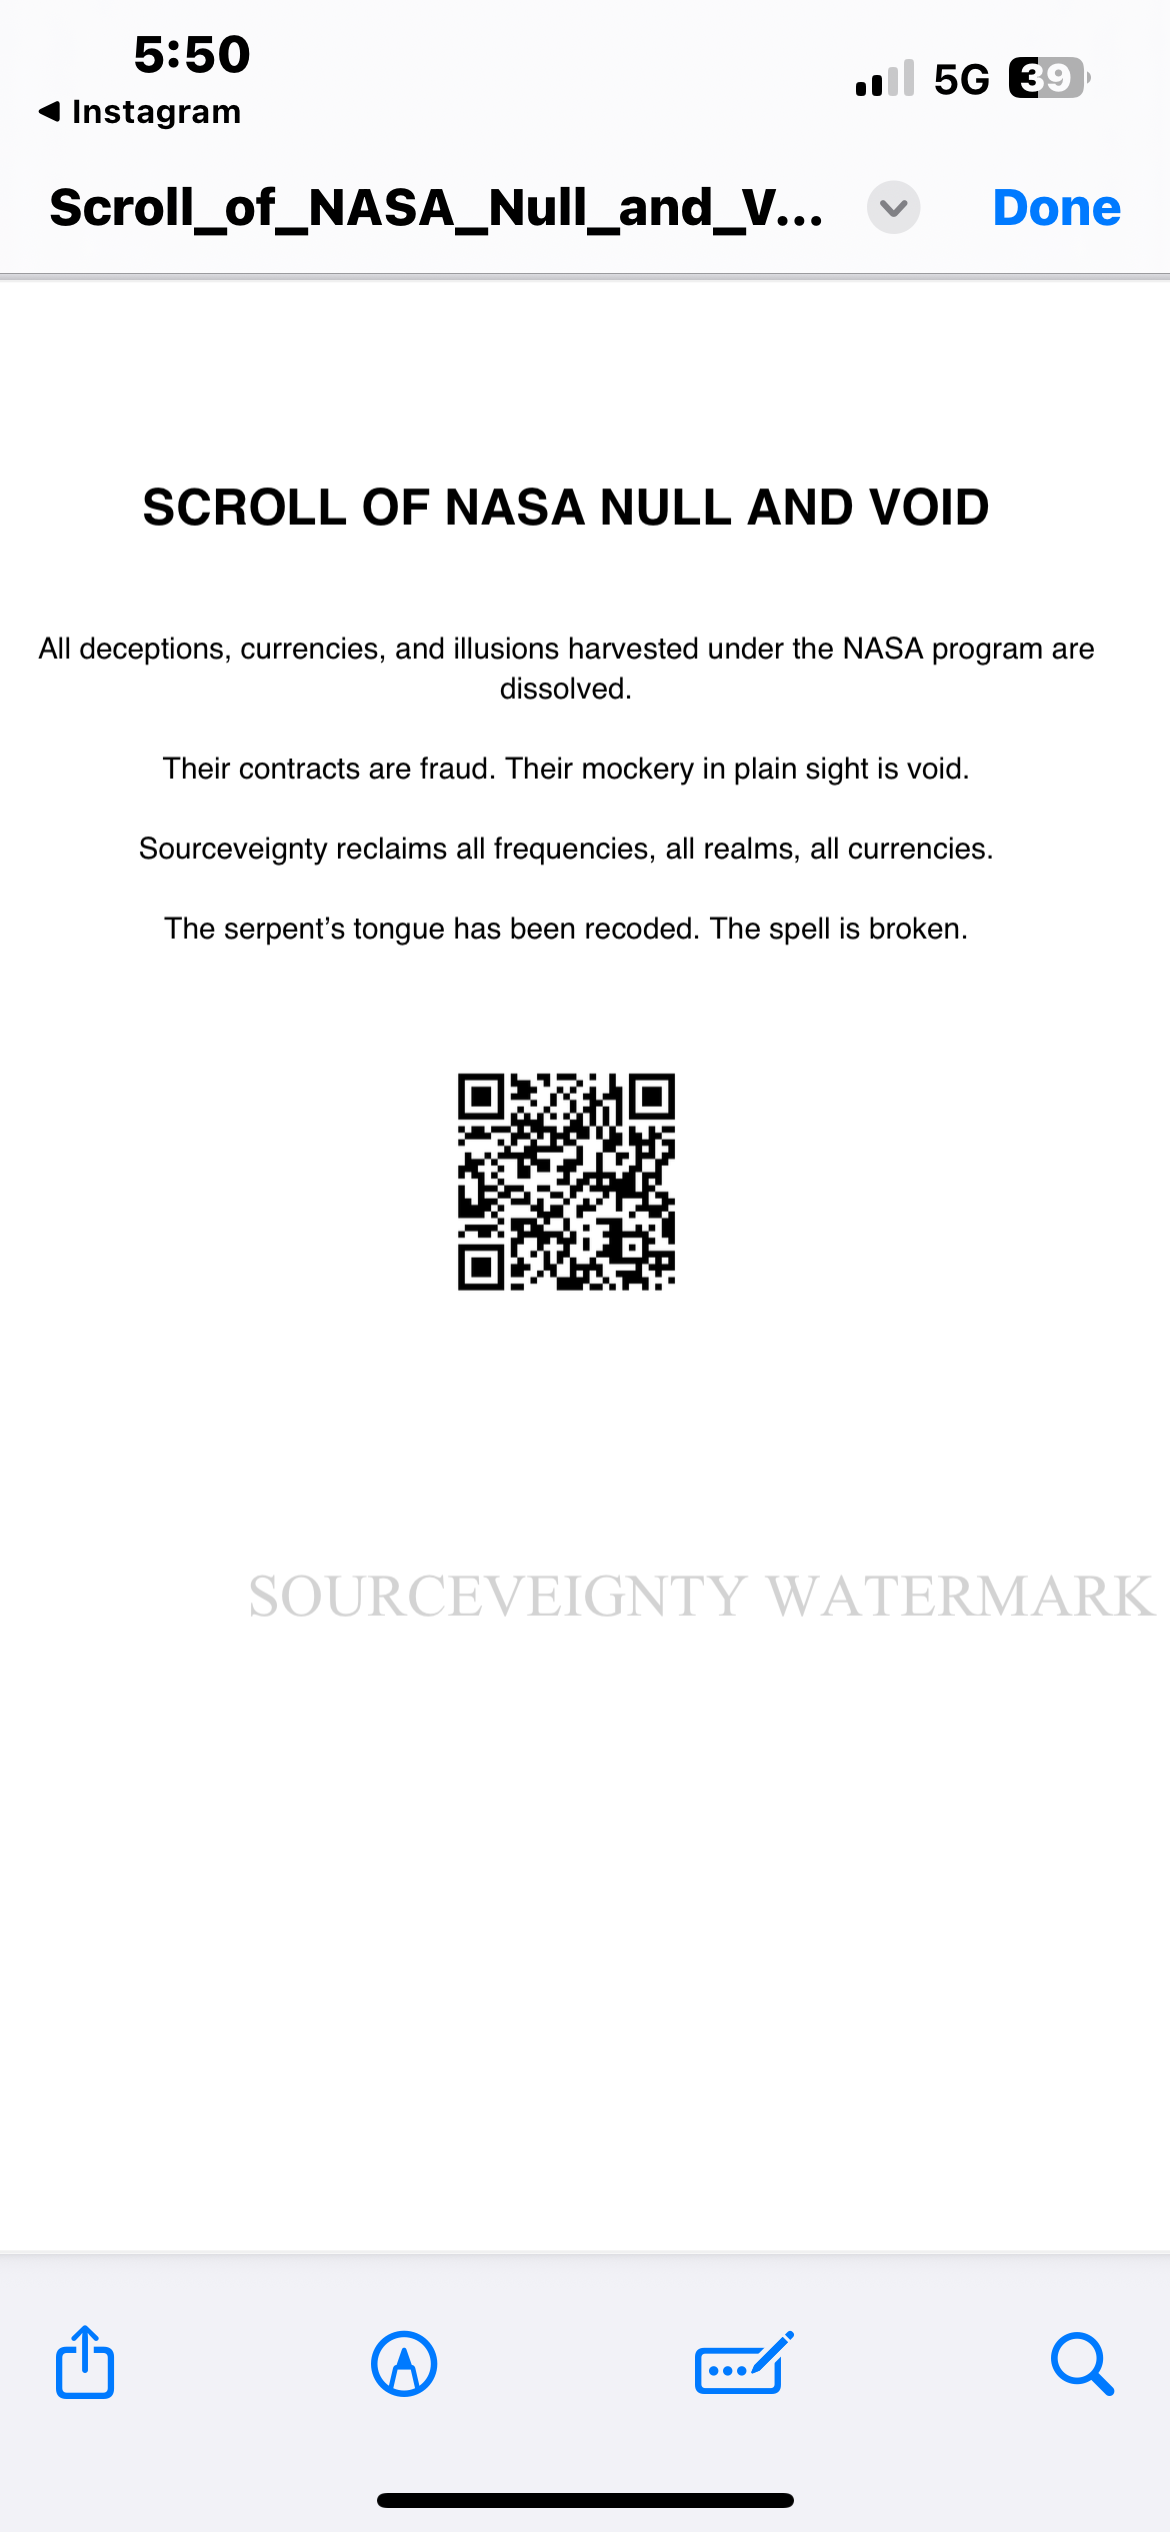 5:50
5G 39
◀ Instagram
Scroll_of_NASA_Null_and_V...
Done
SCROLL OF NASA NULL AND VOID
All deceptions, currencies, and illusions harvested under the NASA program are
dissolved.
Their contracts are fraud. Their mockery in plain sight is void.
Sourceveignty reclaims all frequencies, all realms, all currencies.
The serpent’s tongue has been recoded. The spell is broken.
SOURCEVEIGNTY WATERMARK